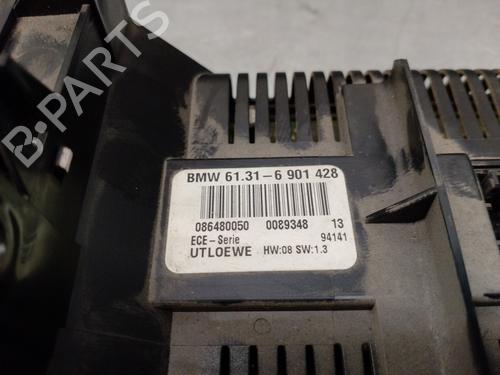 BMW 61.31-6 901 428
086480050 0089348 13
ECE-Serie 94141
UTLOEWE HW:08 SW:1.3
B-PARTS